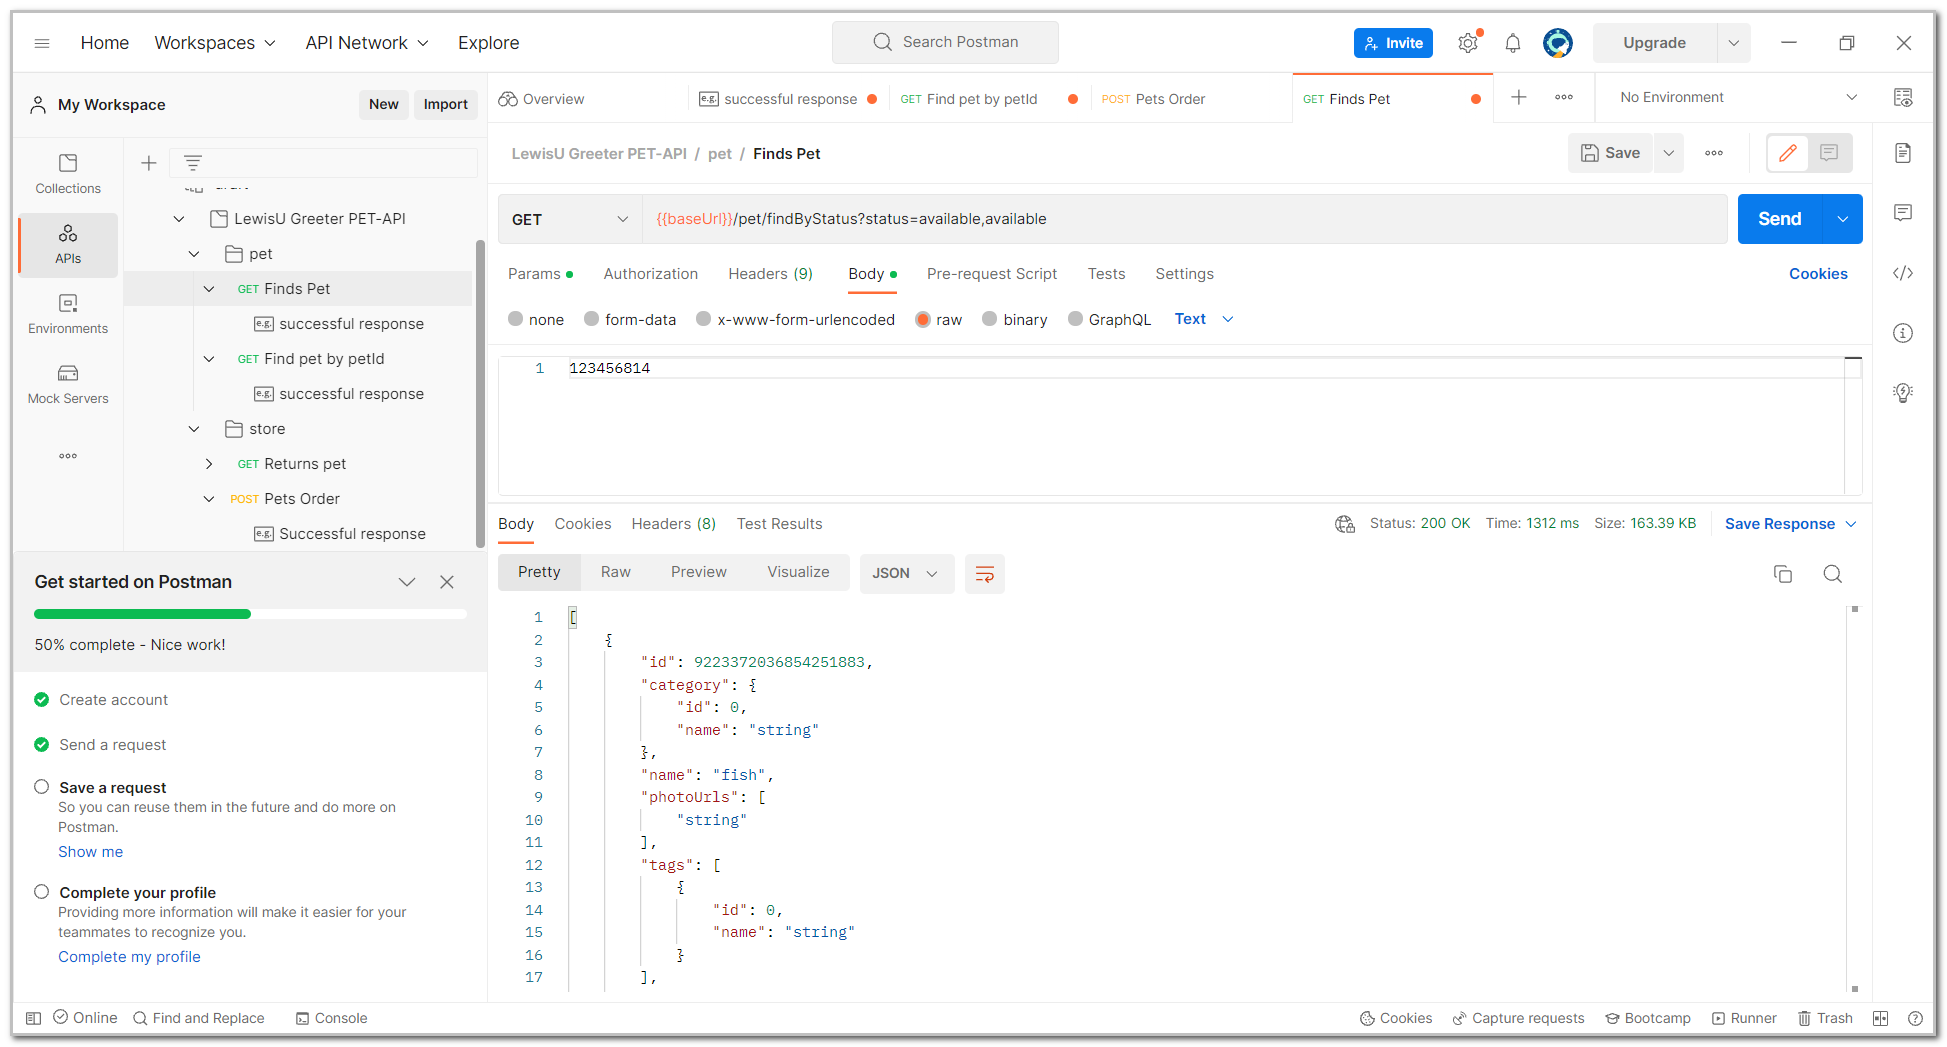 Home Workspaces API Network Explore Search Postman Invite Upgrade
My Workspace New Import
Overview e.g. successful response GET Find pet by petId POST Pets Order GET Finds Pet No Environment
LewisU Greeter PET-API / pet / Finds Pet Save
Collections
APIs
Environments
Mock Servers
LewisU Greeter PET-API
pet
GET Finds Pet
e.g. successful response
GET Find pet by petId
e.g. successful response
store
GET Returns pet
POST Pets Order
e.g. Successful response
GET {{baseUrl}}/pet/findByStatus?status=available,available Send
Params Authorization Headers (9) Body Pre-request Script Tests Settings Cookies
none form-data x-www-form-urlencoded raw binary GraphQL Text
1 123456814
Body Cookies Headers (8) Test Results Status: 200 OK Time: 1312 ms Size: 163.39 KB Save Response
Pretty Raw Preview Visualize JSON
1 [
2 {
3 "id": 9223372036854251883,
4 "category": {
5 "id": 0,
6 "name": "string"
7 },
8 "name": "fish",
9 "photoUrls": [
10 "string"
11 ],
12 "tags": [
13 {
14 "id": 0,
15 "name": "string"
16 }
17 ],
Get started on Postman
50% complete - Nice work!
Create account
Send a request
Save a request
So you can reuse them in the future and do more on
Postman.
Show me
Complete your profile
Providing more information will make it easier for your
teammates to recognize you.
Complete my profile
Online Find and Replace Console Cookies Capture requests Bootcamp Runner Trash